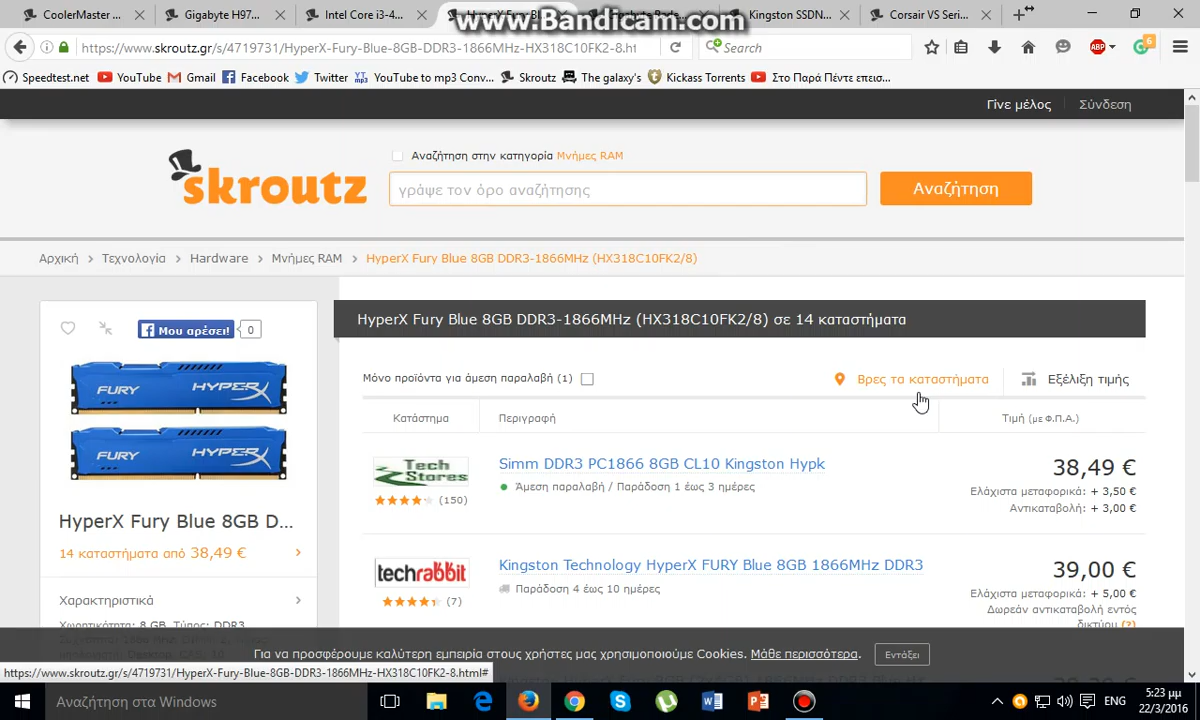 CoolerMaster ...
Gigabyte H97...
Intel Core i3-4...
Kingston SSDN...
Corsair VS Seri...
www.Bandicam.com
https://www.skroutz.gr/s/4719731/HyperX-Fury-Blue-8GB-DDR3-1866MHz-HX318C10FK2-8.ht
Search
ABP
6
Speedtest.net
YouTube
Gmail
Facebook
Twitter
YouTube to mp3 Conv...
Skroutz
The galaxy's
Kickass Torrents
Στο Παρά Πέντε επεισ...
Γίνε μέλος
Σύνδεση
skroutz
Αναζήτηση στην κατηγορία Μνήμες RAM
γράψε τον όρο αναζήτησης
Αναζήτηση
Αρχική > Τεχνολογία > Hardware > Μνήμες RAM > HyperX Fury Blue 8GB DDR3-1866MHz (HX318C10FK2/8)
Μου αρέσει! 0
FURY HYPERX
FURY HYPERX
HyperX Fury Blue 8GB D...
14 καταστήματα από 38,49 €
Χαρακτηριστικά
Χωρητικότητα: 8 GB, Τύπος: DDR3,
HyperX Fury Blue 8GB DDR3-1866MHz (HX318C10FK2/8) σε 14 καταστήματα
Μόνο προϊόντα για άμεση παραλαβή (1)
Βρες τα καταστήματα
Εξέλιξη τιμής
Κατάστημα
Περιγραφή
Τιμή (με Φ.Π.Α.)
Tech Stores
(150)
Simm DDR3 PC1866 8GB CL10 Kingston Hypk
Άμεση παραλαβή / Παράδοση 1 έως 3 ημέρες
38,49 €
Ελάχιστα μεταφορικά: + 3,50 €
Αντικαταβολή: + 3,00 €
techrabbit
(7)
Kingston Technology HyperX FURY Blue 8GB 1866MHz DDR3
Παράδοση 4 έως 10 ημέρες
39,00 €
Ελάχιστα μεταφορικά: + 5,00 €
Δωρεάν αντικαταβολή εντός
δικτύου (?)
Για να προσφέρουμε καλύτερη εμπειρία στους χρήστες μας χρησιμοποιούμε Cookies. Μάθε περισσότερα.
Εντάξει
https://www.skroutz.gr/s/4719731/HyperX-Fury-Blue-8GB-DDR3-1866MHz-HX318C10FK2-8.html#
Αναζήτηση στα Windows
ENG
5:23 μμ
22/3/2016